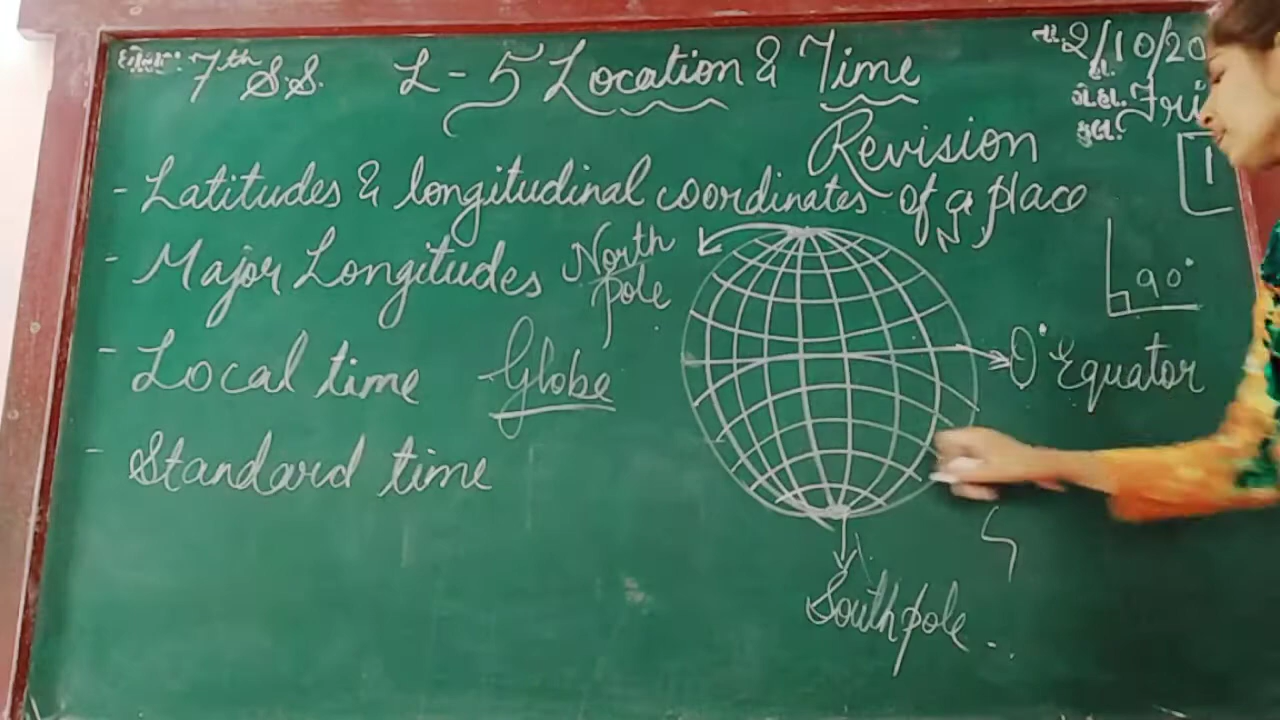 ધોરણ: 7th S.S. L - 5 Location & Time
તા. 2/10/20
વાર Fri
Revision
1
- Latitudes & longitudinal coordinates of a place
- Major Longitudes
North pole
N
90°
- Local time
- Globe
0° Equator
- Standard time
S
South pole.